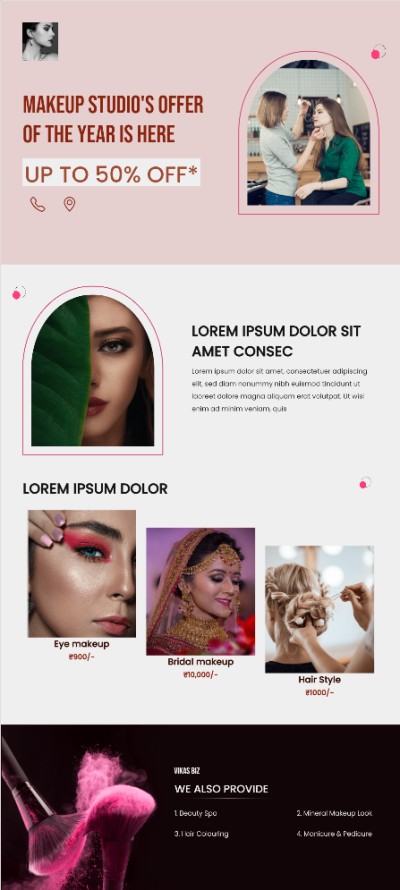 MAKEUP STUDIO'S OFFER
OF THE YEAR IS HERE
UP TO 50% OFF*
LOREM IPSUM DOLOR SIT
AMET CONSEC
Lorem ipsum dolor sit amet, consectetuer adipiscing
elit, sed diam nonummy nibh euismod tincidunt ut
laoreet dolore magna aliquam erat volutpat. Ut wisi
enim ad minim veniam, quis
LOREM IPSUM DOLOR
Eye makeup
₹900/-
Bridal makeup
₹10,000/-
Hair Style
₹1000/-
VIKAS BIZ
WE ALSO PROVIDE
1. Beauty Spa
2. Mineral Makeup Look
3. Hair Colouring
4. Manicure & Pedicure